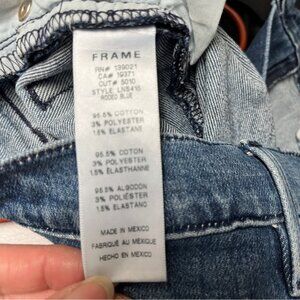 FRAME
RN# 139021
CA# 19371
CUT# 5010
STYLE LNS415
RODEO BLUE
95.5% COTTON
3% POLYESTER
1.5% ELASTANE
95.5% COTON
3% POLYESTER
1.5% ELASTHANNE
95.5% ALGODON
3% POLIÉSTER
1.5% ELASTANO
MADE IN MEXICO
FABRIQUÉ AU MÉXIQUE
HECHO EN MEXICO